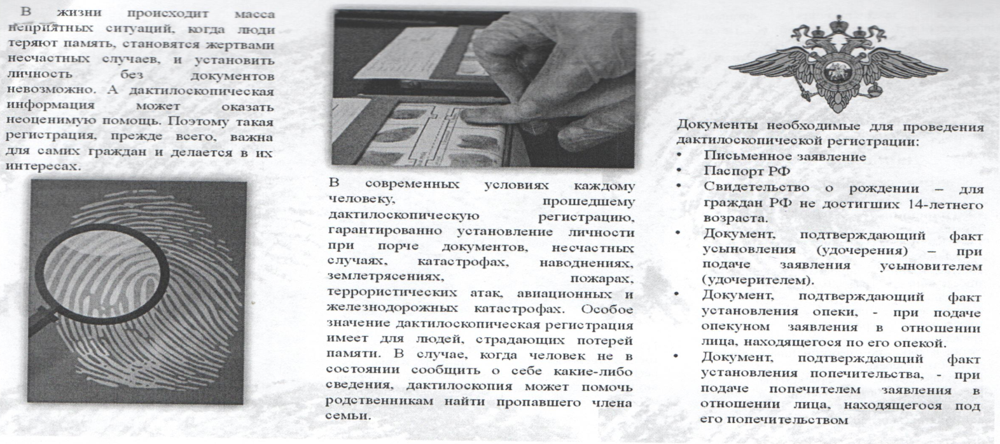 В жизни происходит масса
неприятных ситуаций, когда люди
теряют память, становятся жертвами
несчастных случаев, и установить
личность без документов
невозможно. А дактилоскопическая
информация может оказать
неоценимую помощь. Поэтому такая
регистрация, прежде всего, важна
для самих граждан и делается в их
интересах.
В современных условиях каждому
человеку, прошедшему
дактилоскопическую регистрацию,
гарантированно установление личности
при порче документов, несчастных
случаях, катастрофах, наводнениях,
землетрясениях, пожарах,
террористических атак, авиационных и
железнодорожных катастрофах. Особое
значение дактилоскопическая регистрация
имеет для людей, страдающих потерей
памяти. В случае, когда человек не в
состоянии сообщить о себе какие-либо
сведения, дактилоскопия может помочь
родственникам найти пропавшего члена
семьи.
Документы необходимые для проведения
дактилоскопической регистрации:
• Письменное заявление
• Паспорт РФ
• Свидетельство о рождении – для
граждан РФ не достигших 14-летнего
возраста.
• Документ, подтверждающий факт
усыновления (удочерения) – при
подаче заявления усыновителем
(удочерителем).
• Документ, подтверждающий факт
установления опеки, - при подаче
опекуном заявления в отношении
лица, находящегося по его опекой.
• Документ, подтверждающий факт
установления попечительства, - при
подаче попечителем заявления в
отношении лица, находящегося под
его попечительством